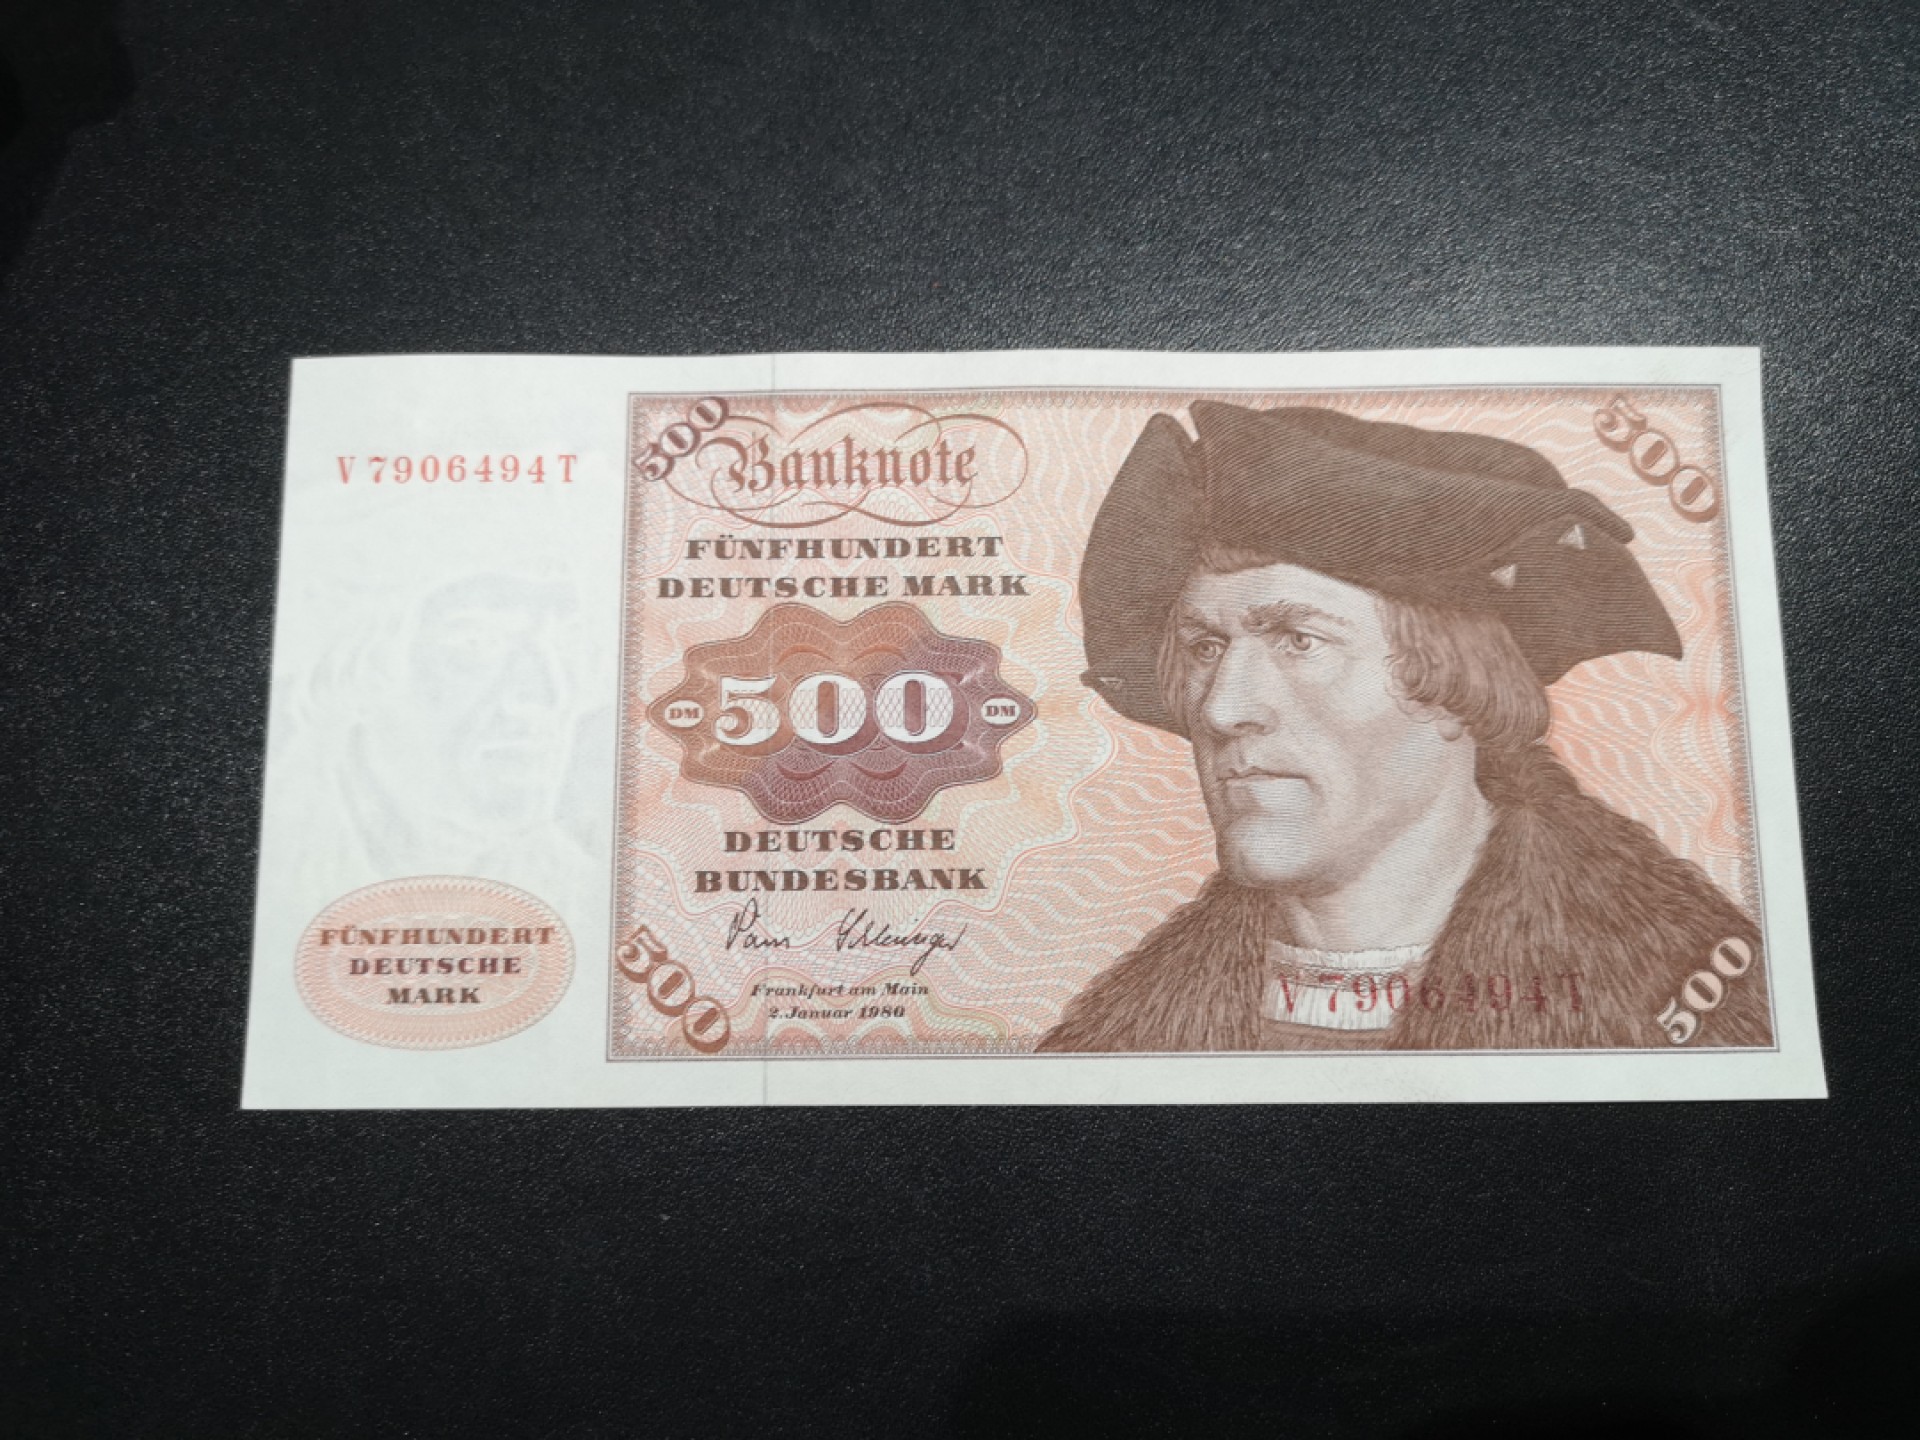 V 7906494 T
500
Banknote
500
FÜNFHUNDERT
DEUTSCHE MARK
DM 500 DM
DEUTSCHE
BUNDESBANK
Frankfurt am Main
2. Januar 1980
FÜNFHUNDERT
DEUTSCHE
MARK
500
V 7906494 T
500